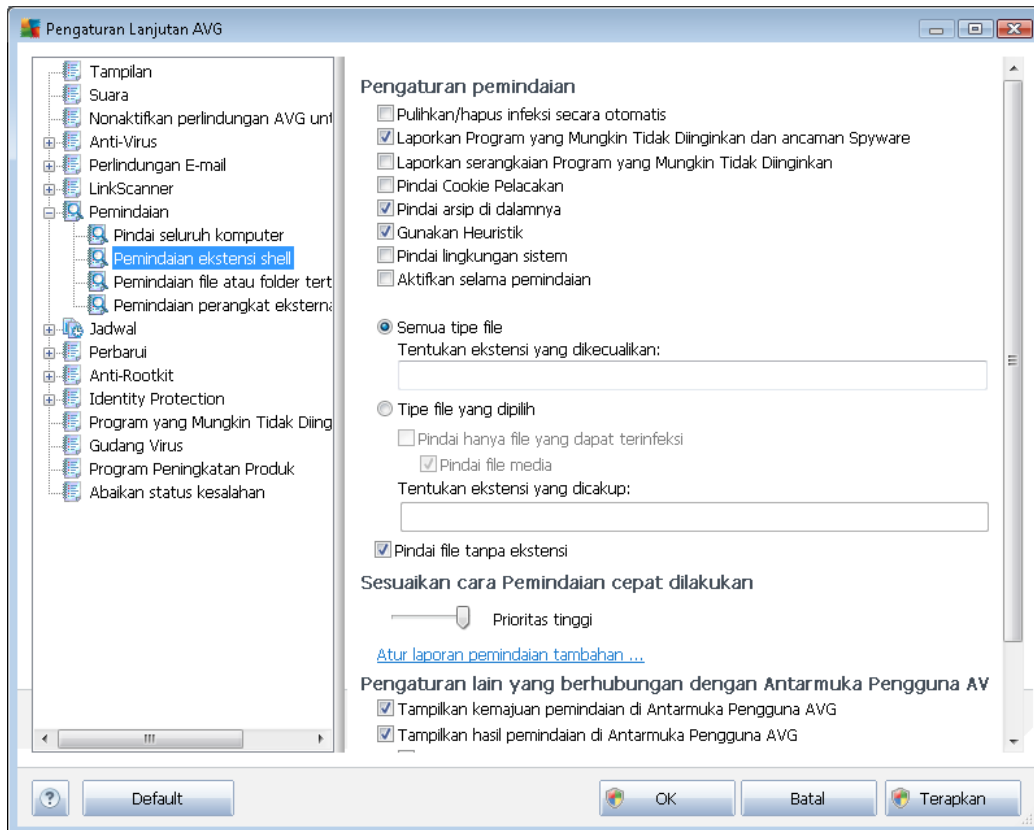 Pengaturan Lanjutan AVG
Tampilan
Suara
Nonaktifkan perlindungan AVG unt
Anti-Virus
Perlindungan E-mail
LinkScanner
Pemindaian
Pindai seluruh komputer
Pemindaian ekstensi shell
Pemindaian file atau folder tert
Pemindaian perangkat eksterna
Jadwal
Perbarui
Anti-Rootkit
Identity Protection
Program yang Mungkin Tidak Diing
Gudang Virus
Program Peningkatan Produk
Abaikan status kesalahan
Pengaturan pemindaian
Pulihkan/hapus infeksi secara otomatis
Laporkan Program yang Mungkin Tidak Diinginkan dan ancaman Spyware
Laporkan serangkaian Program yang Mungkin Tidak Diinginkan
Pindai Cookie Pelacakan
Pindai arsip di dalamnya
Gunakan Heuristik
Pindai lingkungan sistem
Aktifkan selama pemindaian
Semua tipe file
Tentukan ekstensi yang dikecualikan:
Tipe file yang dipilih
Pindai hanya file yang dapat terinfeksi
Pindai file media
Tentukan ekstensi yang dicakup:
Pindai file tanpa ekstensi
Sesuaikan cara Pemindaian cepat dilakukan
Prioritas tinggi
Atur laporan pemindaian tambahan ...
Pengaturan lain yang berhubungan dengan Antarmuka Pengguna AV
Tampilkan kemajuan pemindaian di Antarmuka Pengguna AVG
Tampilkan hasil pemindaian di Antarmuka Pengguna AVG
?
Default
OK
Batal
Terapkan